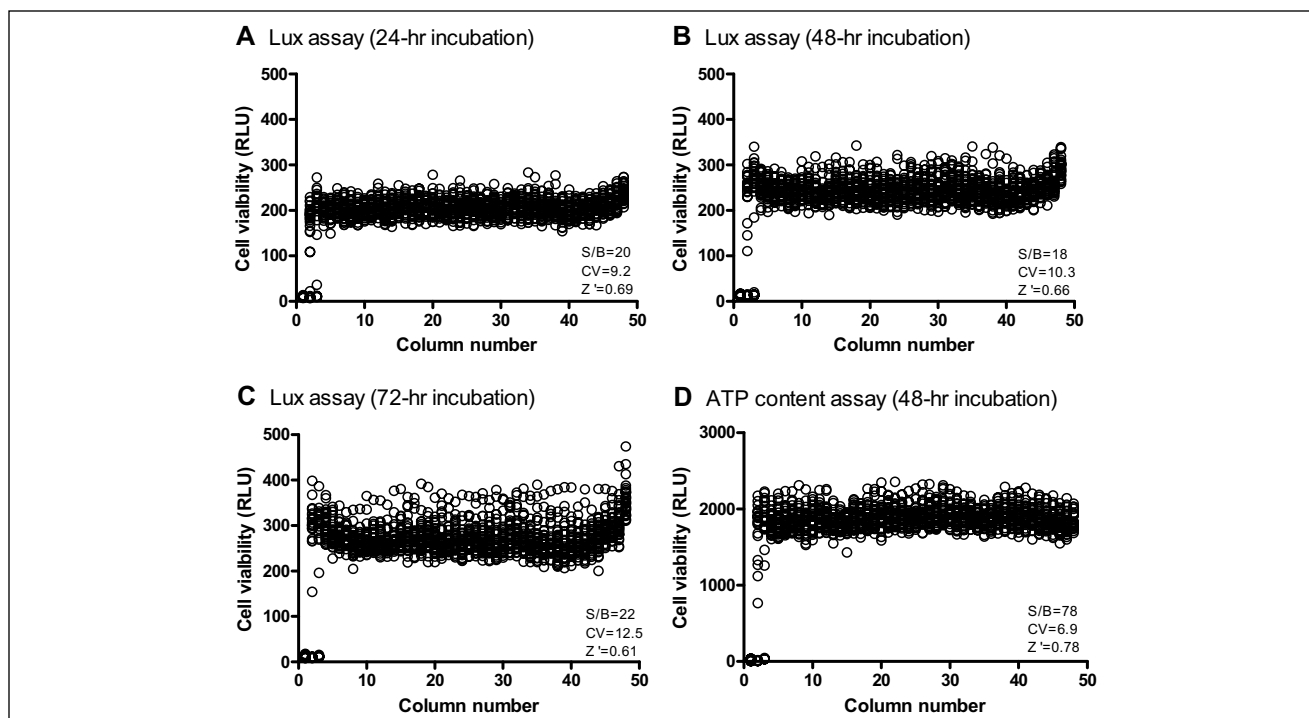 A Lux assay (24-hr incubation)
500
400
300
200
100
0
Cell vialbility (RLU)
S/B=20
CV=9.2
Z '=0.69
0 10 20 30 40 50
Column number
B Lux assay (48-hr incubation)
500
400
300
200
100
0
Cell vialbility (RLU)
S/B=18
CV=10.3
Z '=0.66
0 10 20 30 40 50
Column number
C Lux assay (72-hr incubation)
500
400
300
200
100
0
Cell vialbility (RLU)
S/B=22
CV=12.5
Z '=0.61
0 10 20 30 40 50
Column number
D ATP content assay (48-hr incubation)
3000
2000
1000
0
Cell viability (RLU)
S/B=78
CV=6.9
Z '=0.78
0 10 20 30 40 50
Column number